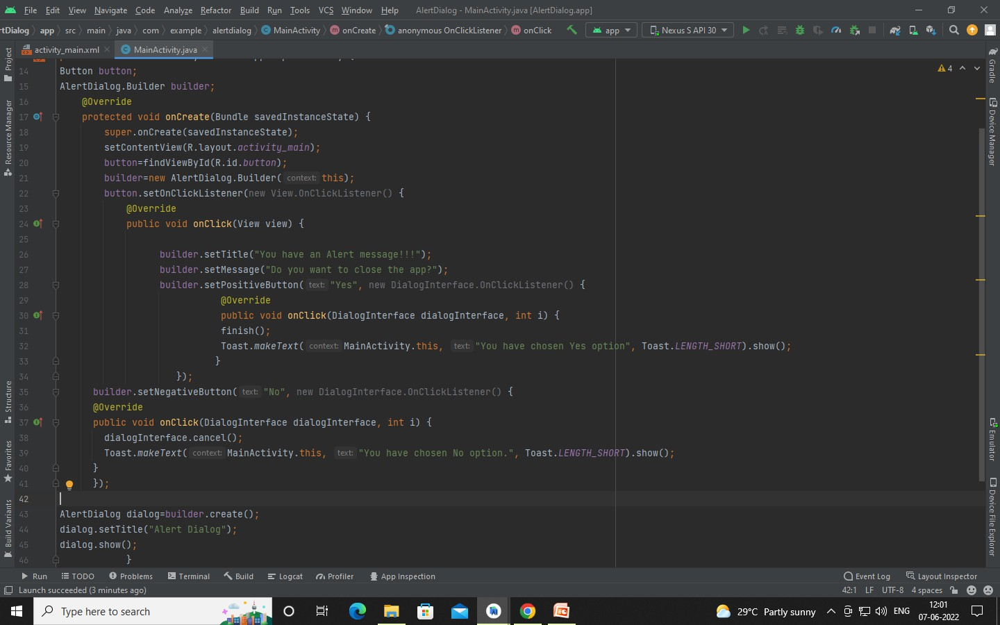 File Edit View Navigate Code Analyze Refactor Build Run Tools VCS Window Help AlertDialog - MainActivity.java [AlertDialog.app]
rtDialog app src main java com example alertdialog MainActivity onCreate anonymous OnClickListener onClick app Nexus S API 30
activity_main.xml MainActivity.java
14 Button button;
15 AlertDialog.Builder builder;
16 @Override
17 protected void onCreate(Bundle savedInstanceState) {
18 super.onCreate(savedInstanceState);
19 setContentView(R.layout.activity_main);
20 button=findViewById(R.id.button);
21 builder=new AlertDialog.Builder( context: this);
22 button.setOnClickListener(new View.OnClickListener() {
23 @Override
24 public void onClick(View view) {
25
26 builder.setTitle("You have an Alert message!!!");
27 builder.setMessage("Do you want to close the app?");
28 builder.setPositiveButton( text: "Yes", new DialogInterface.OnClickListener() {
29 @Override
30 public void onClick(DialogInterface dialogInterface, int i) {
31 finish();
32 Toast.makeText( context: MainActivity.this, text: "You have chosen Yes option", Toast.LENGTH_SHORT).show();
33 }
34 });
35 builder.setNegativeButton( text: "No", new DialogInterface.OnClickListener() {
36 @Override
37 public void onClick(DialogInterface dialogInterface, int i) {
38 dialogInterface.cancel();
39 Toast.makeText( context: MainActivity.this, text: "You have chosen No option.", Toast.LENGTH_SHORT).show();
40 }
41 });
42
43 AlertDialog dialog=builder.create();
44 dialog.setTitle("Alert Dialog");
45 dialog.show();
46 }
4
Project
Resource Manager
Structure
Favorites
Build Variants
Gradle
Device Manager
Emulator
Device File Explorer
Run TODO Problems Terminal Build Logcat Profiler App Inspection Event Log Layout Inspector
Launch succeeded (3 minutes ago) 42:1 LF UTF-8 4 spaces
Type here to search 29°C Partly sunny ENG 12:01
07-06-2022